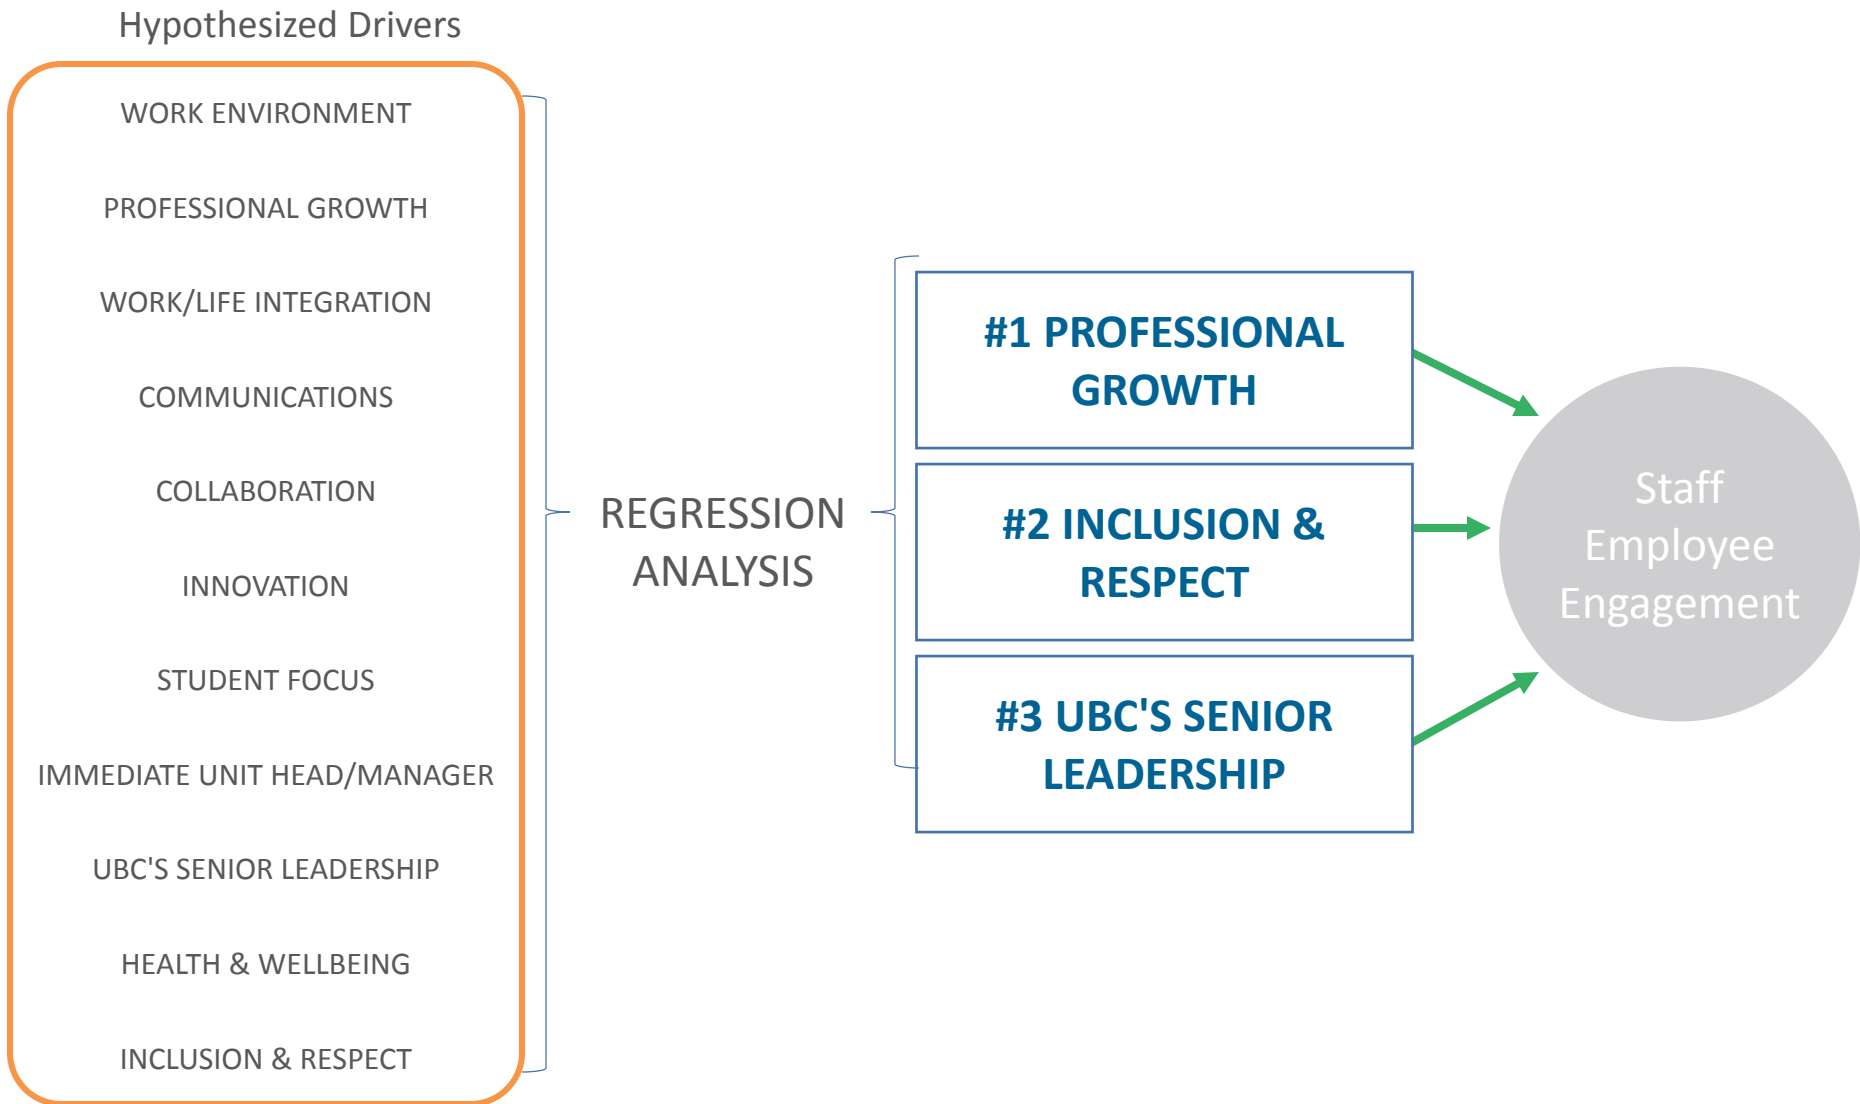 Hypothesized Drivers
WORK ENVIRONMENT
PROFESSIONAL GROWTH
WORK/LIFE INTEGRATION
COMMUNICATIONS
COLLABORATION
INNOVATION
STUDENT FOCUS
IMMEDIATE UNIT HEAD/MANAGER
UBC'S SENIOR LEADERSHIP
HEALTH & WELLBEING
INCLUSION & RESPECT
REGRESSION
ANALYSIS
#1 PROFESSIONAL
GROWTH
#2 INCLUSION &
RESPECT
#3 UBC'S SENIOR
LEADERSHIP
Staff
Employee
Engagement